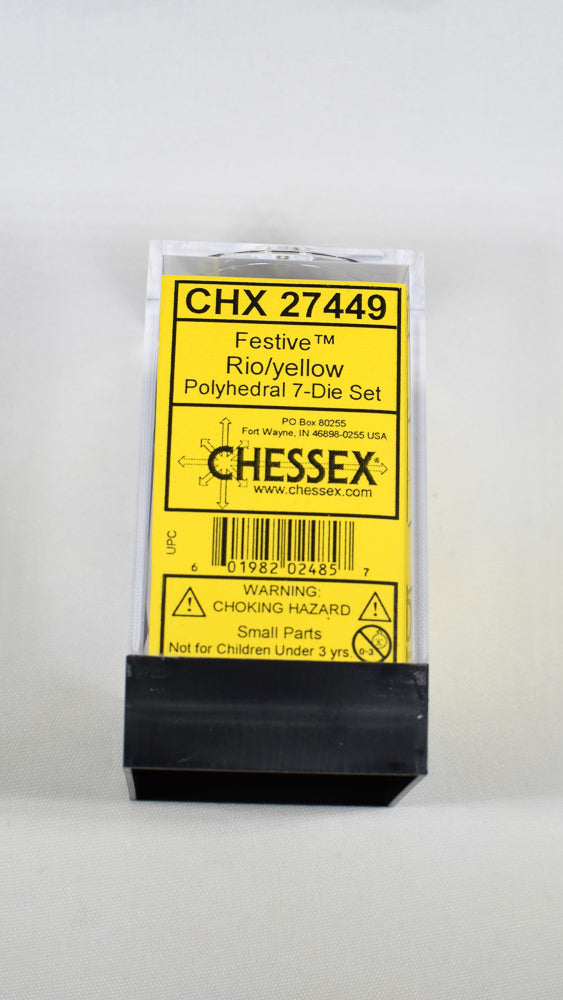 CHX 27449
Festive™
Rio/yellow
Polyhedral 7-Die Set
PO Box 80255
Fort Wayne, IN 46898-0255 USA
CHESSEX®
www.chessex.com
UPC
6 01982 02485 7
WARNING:
CHOKING HAZARD
Small Parts
Not for Children Under 3 yrs.
0-3